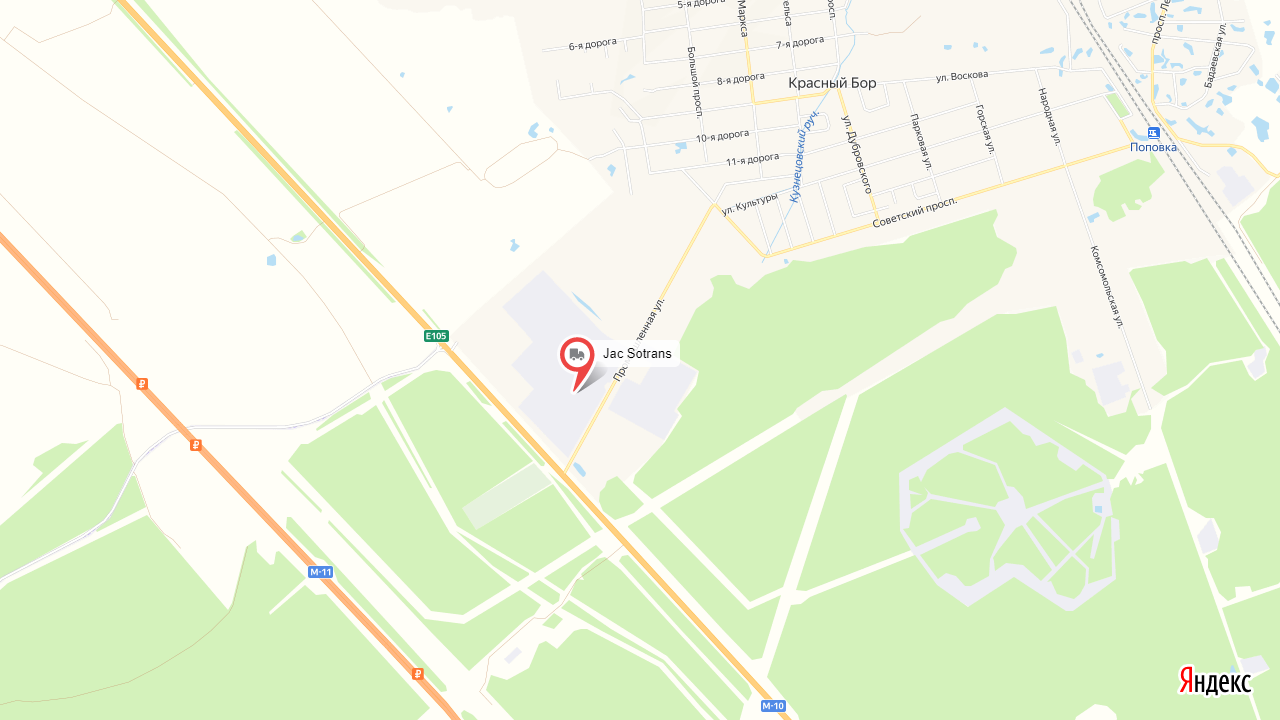 5-я дорога
Маркса
просп.
6-я дорога
7-я дорога
Большой просп.
8-я дорога
Красный Бор
ул. Воскова
Бадаевская ул.
Народная ул.
Горская ул.
Парковая ул.
ул. Дубровского
Кузнецовский руч.
10-я дорога
11-я дорога
Поповка
ул. Культуры
Советский просп.
Комсомольская ул.
E105
Jac Sotrans
М-11
М-10
Яндекс